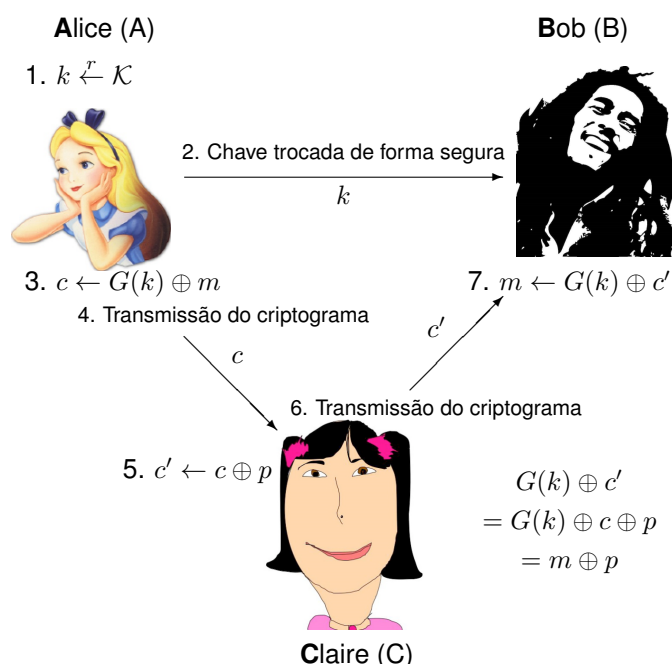 Alice (A)
Bob (B)
1. k ←r 𝒦
2. Chave trocada de forma segura
k
3. c ← G(k) ⊕ m
7. m ← G(k) ⊕ c′
4. Transmissão do criptograma
c
c′
6. Transmissão do criptograma
5. c′ ← c ⊕ p
G(k) ⊕ c′
= G(k) ⊕ c ⊕ p
= m ⊕ p
Claire (C)